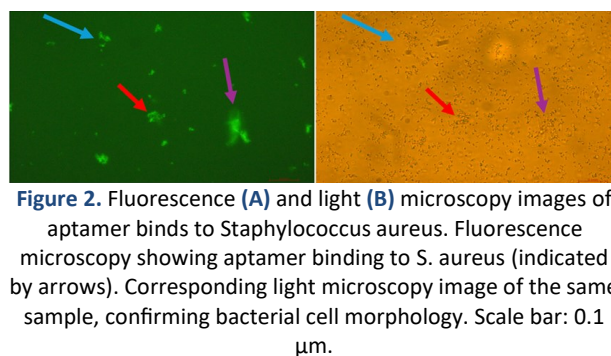 Figure 2. Fluorescence (A) and light (B) microscopy images of
aptamer binds to Staphylococcus aureus. Fluorescence
microscopy showing aptamer binding to S. aureus (indicated
by arrows). Corresponding light microscopy image of the same
sample, confirming bacterial cell morphology. Scale bar: 0.1
μm.